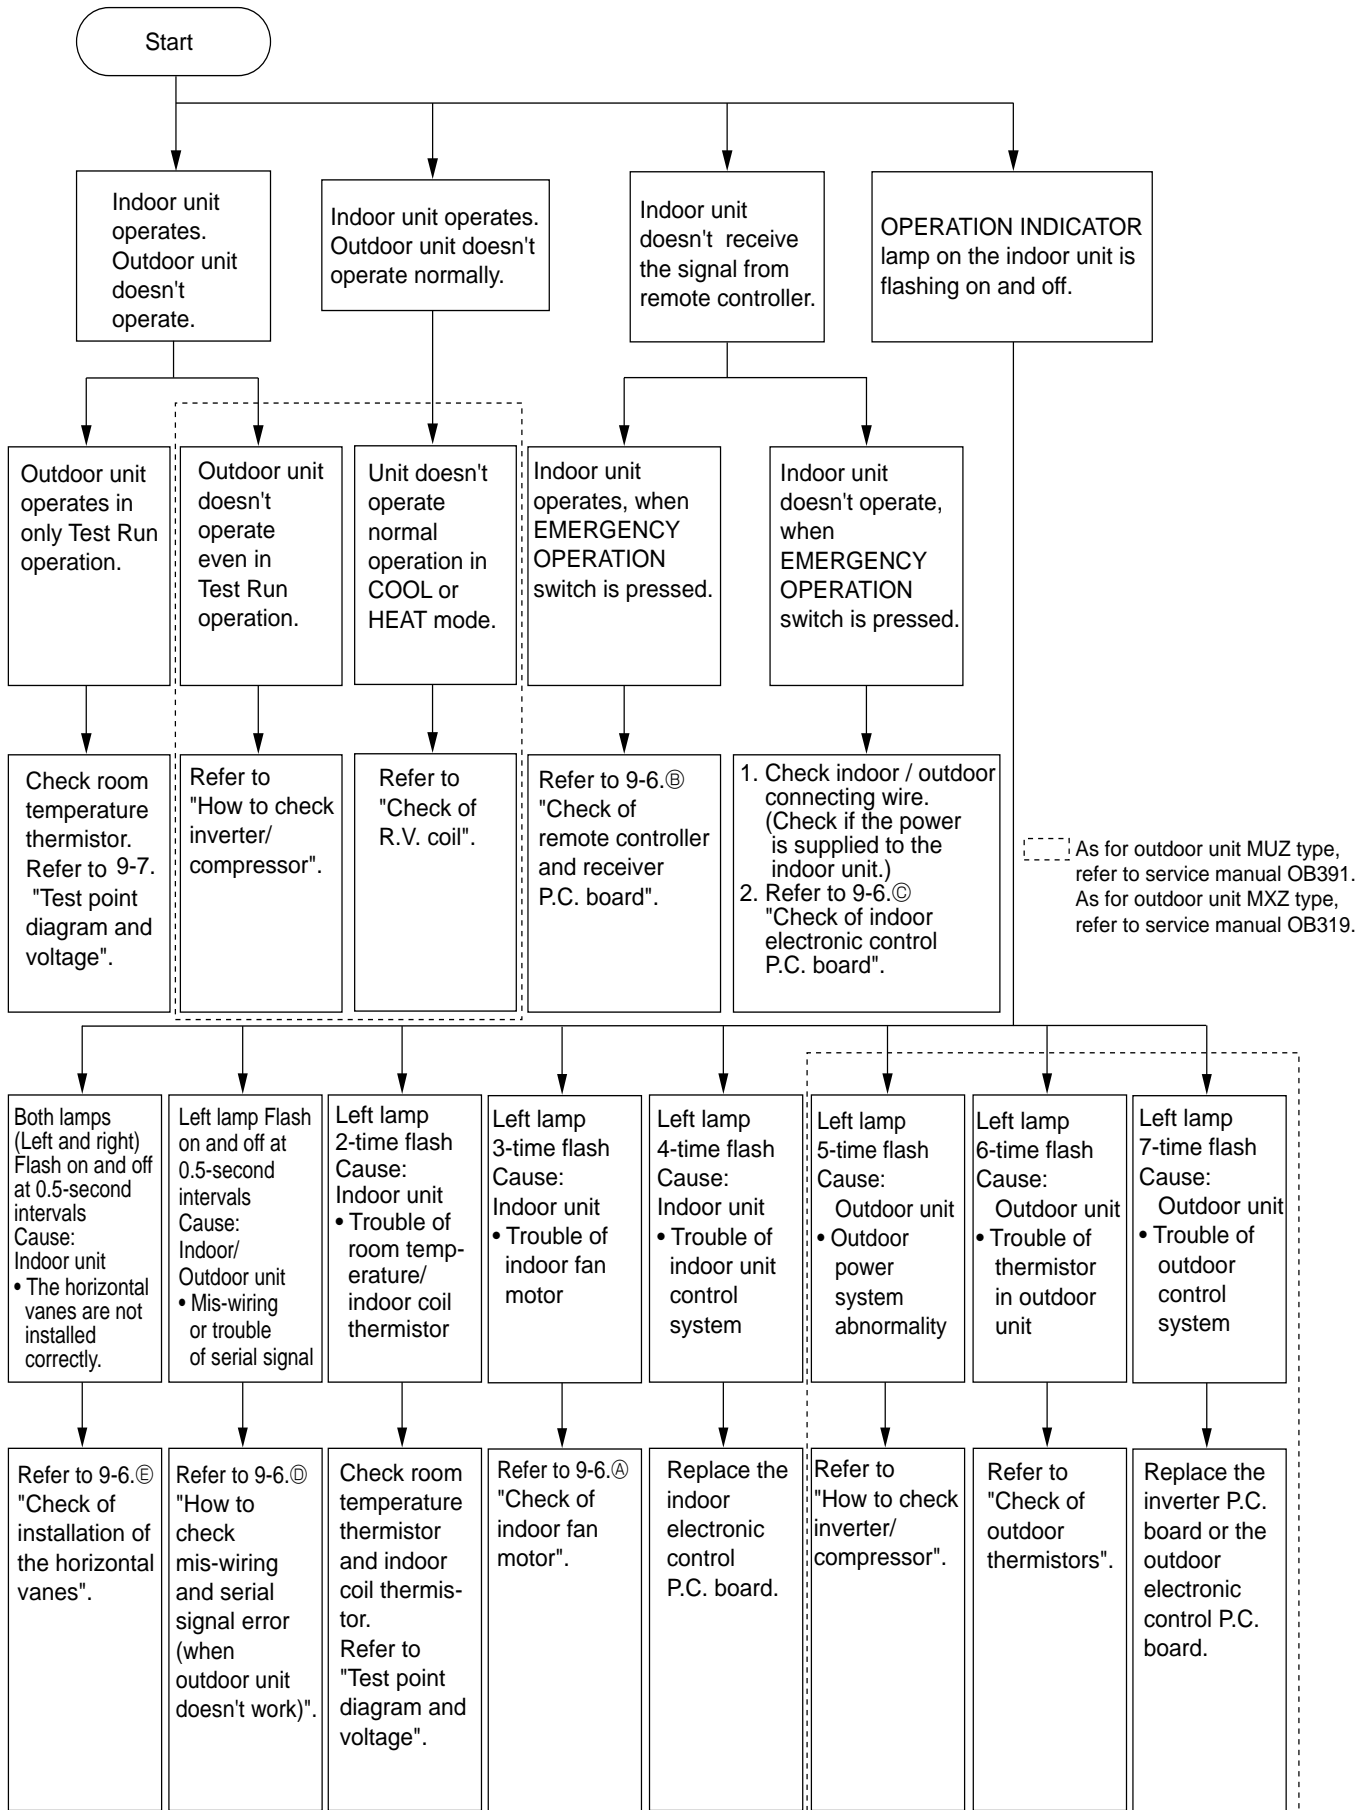 Start
Indoor unit
operates.
Outdoor unit
doesn't
operate.
Indoor unit operates.
Outdoor unit doesn't
operate normally.
Indoor unit
doesn't receive
the signal from
remote controller.
OPERATION INDICATOR
lamp on the indoor unit is
flashing on and off.
Outdoor unit
operates in
only Test Run
operation.
Outdoor unit
doesn't
operate
even in
Test Run
operation.
Unit doesn't
operate
normal
operation in
COOL or
HEAT mode.
Indoor unit
operates, when
EMERGENCY
OPERATION
switch is pressed.
Indoor unit
doesn't operate,
when
EMERGENCY
OPERATION
switch is pressed.
Check room
temperature
thermistor.
Refer to 9-7.
"Test point
diagram and
voltage".
Refer to
"How to check
inverter/
compressor".
Refer to
"Check of
R.V. coil".
Refer to 9-6.Ⓑ
"Check of
remote controller
and receiver
P.C. board".
1. Check indoor / outdoor
connecting wire.
(Check if the power
is supplied to the
indoor unit.)
2. Refer to 9-6.Ⓒ
"Check of indoor
electronic control
P.C. board".
As for outdoor unit MUZ type,
refer to service manual OB391.
As for outdoor unit MXZ type,
refer to service manual OB319.
Both lamps
(Left and right)
Flash on and off
at 0.5-second
intervals
Cause:
Indoor unit
• The horizontal
vanes are not
installed
correctly.
Left lamp Flash
on and off at
0.5-second
intervals
Cause:
Indoor/
Outdoor unit
• Mis-wiring
or trouble
of serial signal
Left lamp
2-time flash
Cause:
Indoor unit
• Trouble of
room temp-
erature/
indoor coil
thermistor
Left lamp
3-time flash
Cause:
Indoor unit
• Trouble of
indoor fan
motor
Left lamp
4-time flash
Cause:
Indoor unit
• Trouble of
indoor unit
control
system
Left lamp
5-time flash
Cause:
Outdoor unit
• Outdoor
power
system
abnormality
Left lamp
6-time flash
Cause:
Outdoor unit
• Trouble of
thermistor
in outdoor
unit
Left lamp
7-time flash
Cause:
Outdoor unit
• Trouble of
outdoor
control
system
Refer to 9-6.Ⓔ
"Check of
installation of
the horizontal
vanes".
Refer to 9-6.Ⓓ
"How to
check
mis-wiring
and serial
signal error
(when
outdoor unit
doesn't work)".
Check room
temperature
thermistor
and indoor
coil thermis-
tor.
Refer to
"Test point
diagram and
voltage".
Refer to 9-6.Ⓐ
"Check of
indoor fan
motor".
Replace the
indoor
electronic
control
P.C. board.
Refer to
"How to check
inverter/
compressor".
Refer to
"Check of
outdoor
thermistors".
Replace the
inverter P.C.
board or the
outdoor
electronic
control P.C.
board.